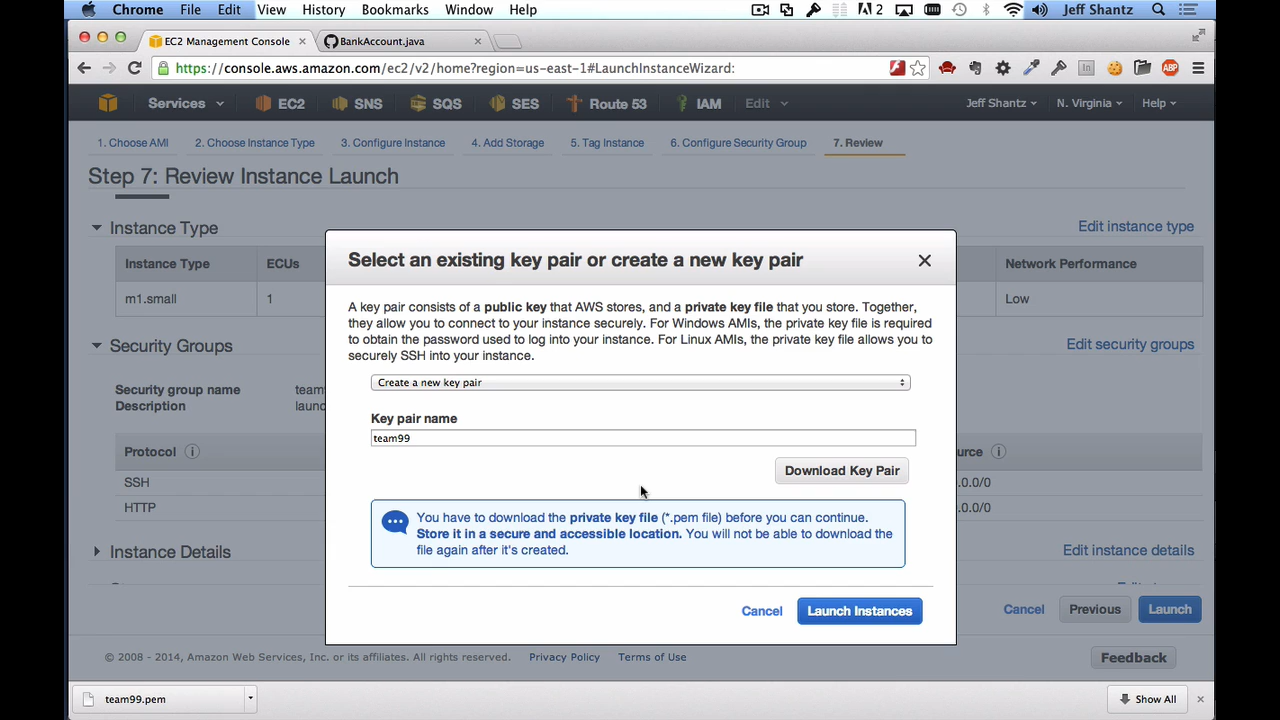 Chrome File Edit View History Bookmarks Window Help 2 Jeff Shantz
EC2 Management Console BankAccount.java
https://console.aws.amazon.com/ec2/v2/home?region=us-east-1#LaunchInstanceWizard: ABP
Services EC2 SNS SQS SES Route 53 IAM Edit Jeff Shantz N. Virginia Help
1. Choose AMI 2. Choose Instance Type 3. Configure Instance 4. Add Storage 5. Tag Instance 6. Configure Security Group 7. Review
Step 7: Review Instance Launch
Instance Type Edit instance type
Instance Type ECUs Network Performance
m1.small 1 Low
Security Groups Edit security groups
Security group name team
Description laun
Protocol urce
SSH .0.0/0
HTTP .0.0/0
Instance Details Edit instance details
Cancel Previous Launch
Select an existing key pair or create a new key pair
A key pair consists of a public key that AWS stores, and a private key file that you store. Together,
they allow you to connect to your instance securely. For Windows AMIs, the private key file is required
to obtain the password used to log into your instance. For Linux AMIs, the private key file allows you to
securely SSH into your instance.
Create a new key pair
Key pair name
team99
Download Key Pair
You have to download the private key file (*.pem file) before you can continue.
Store it in a secure and accessible location. You will not be able to download the
file again after it's created.
Cancel Launch Instances
© 2008 - 2014, Amazon Web Services, Inc. or its affiliates. All rights reserved. Privacy Policy Terms of Use Feedback
team99.pem Show All